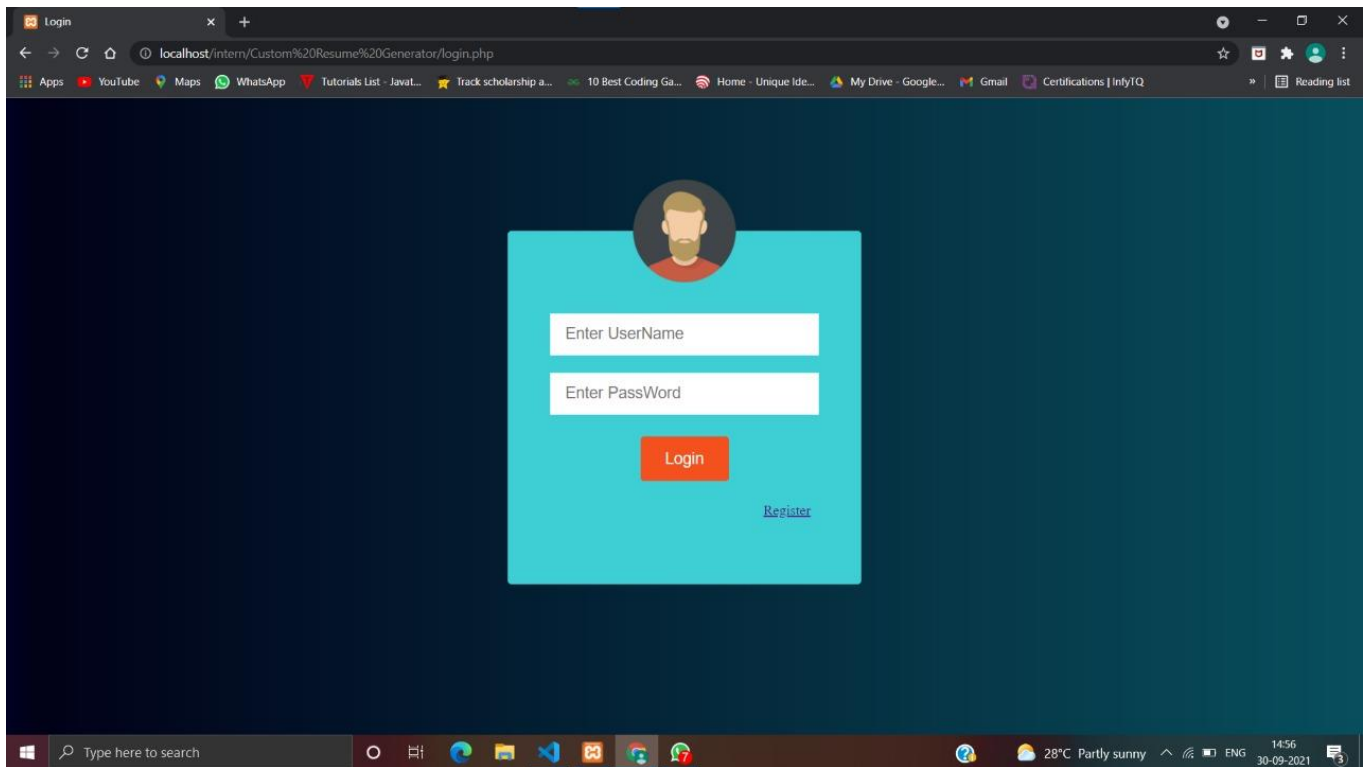 Login
localhost/intern/Custom%20Resume%20Generator/login.php
Apps YouTube Maps WhatsApp Tutorials List - Javat... Track scholarship a... 10 Best Coding Ga... Home - Unique Ide... My Drive - Google... Gmail Certifications | InfyTQ » Reading list
Enter UserName
Enter PassWord
Login
Register
Type here to search 28°C Partly sunny ENG 14:56
30-09-2021 3